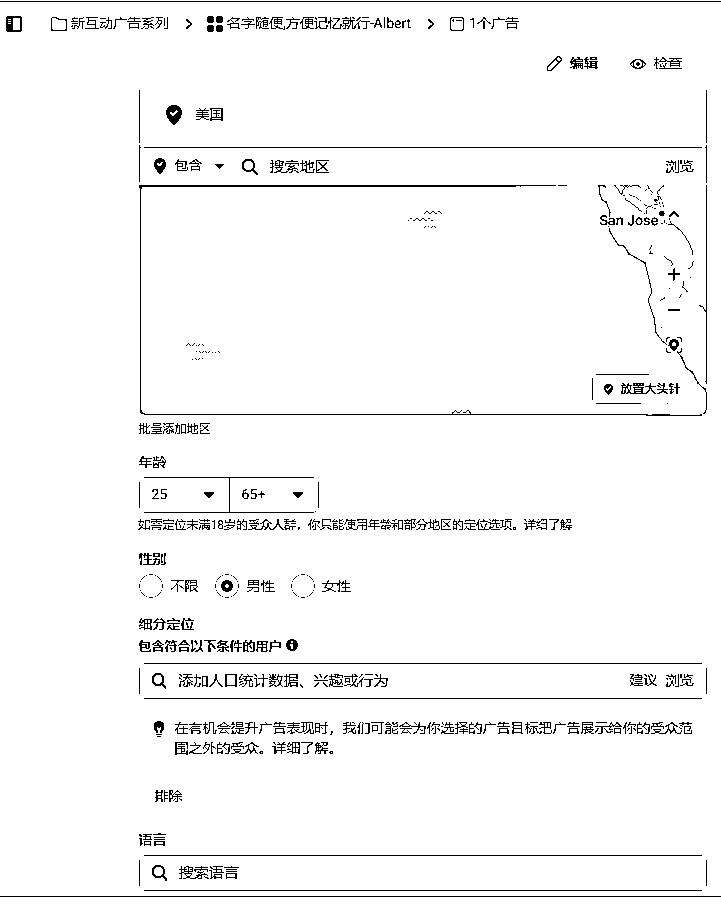 新互动广告系列 > 名字随便,方便记忆就行-Albert > 1个广告
编辑 检查
美国
包含 搜索地区 浏览
San Jose
放置大头针
批量添加地区
年龄
25 65+
如需定位未满18岁的受众人群，你只能使用年龄和部分地区的定位选项。详细了解
性别
不限 男性 女性
细分定位
包含符合以下条件的用户
添加人口统计数据、兴趣或行为 建议 浏览
在有机会提升广告表现时，我们可能会为你选择的广告目标把广告展示给你的受众范
围之外的受众。详细了解。
排除
语言
搜索语言